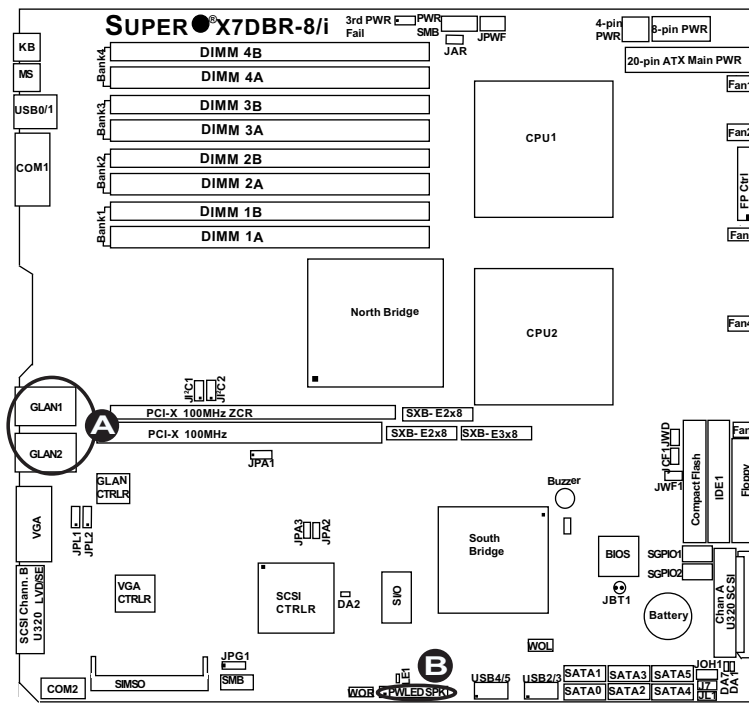 SUPER ® X7DBR-8/i
3rd PWR Fail
PWR SMB
JPWF
JAR
4-pin PWR
8-pin PWR
20-pin ATX Main PWR
KB
MS
USB0/1
COM1
Bank4
DIMM 4B
DIMM 4A
Bank3
DIMM 3B
DIMM 3A
Bank2
DIMM 2B
DIMM 2A
Bank1
DIMM 1B
DIMM 1A
CPU1
Fan1
Fan2
FP Ctrl
Fan
North Bridge
CPU2
Fan4
JI²C1
JI²C2
GLAN1
A
GLAN2
PCI-X 100MHz ZCR
SXB-E2x8
PCI-X 100MHz
SXB-E2x8
SXB-E3x8
JPA1
JWD
JCF1
JWF1
Fan
Compact Flash
IDE1
Floppy
GLAN CTRLR
Buzzer
VGA
JPL1
JPL2
JPA3
JPA2
South Bridge
BIOS
SGPIO1
SGPIO2
JBT1
SCSI Chann. B
U320 LVD/SE
VGA CTRLR
SCSI CTRLR
DA2
SIO
Battery
Chan A
U320 SCSI
WOL
JPG1
SMB
SIMSO
COM2
B
LE1
WOR
PWLED SPK
USB4/5
USB2/3
SATA1
SATA3
SATA5
SATA0
SATA2
SATA4
JOH1
J7
JL1
DA7
DA1